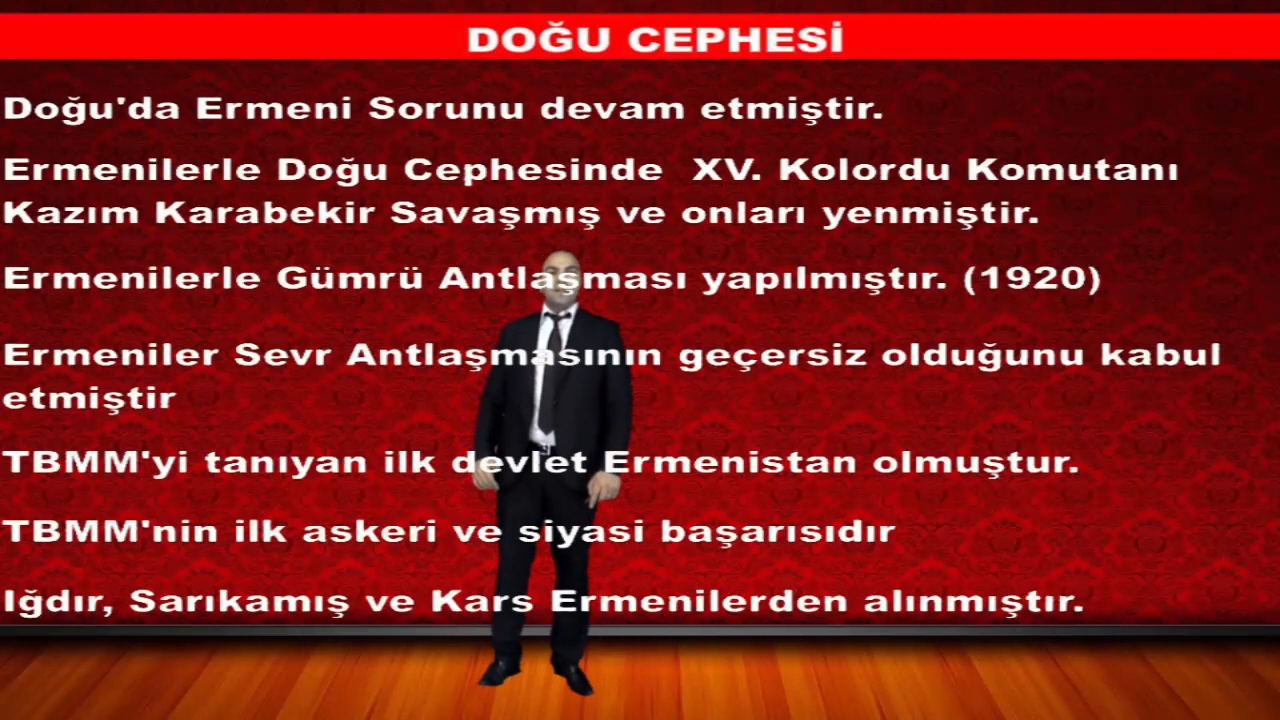 DOĞU CEPHESİ
Doğu'da Ermeni Sorunu devam etmiştir.
Ermenilerle Doğu Cephesinde XV. Kolordu Komutanı
Kazım Karabekir Savaşmış ve onları yenmiştir.
Ermenilerle Gümrü Antlaşması yapılmıştır. (1920)
Ermeniler Sevr Antlaşmasının geçersiz olduğunu kabul
etmiştir
TBMM'yi tanıyan ilk devlet Ermenistan olmuştur.
TBMM'nin ilk askeri ve siyasi başarısıdır
Iğdır, Sarıkamış ve Kars Ermenilerden alınmıştır.